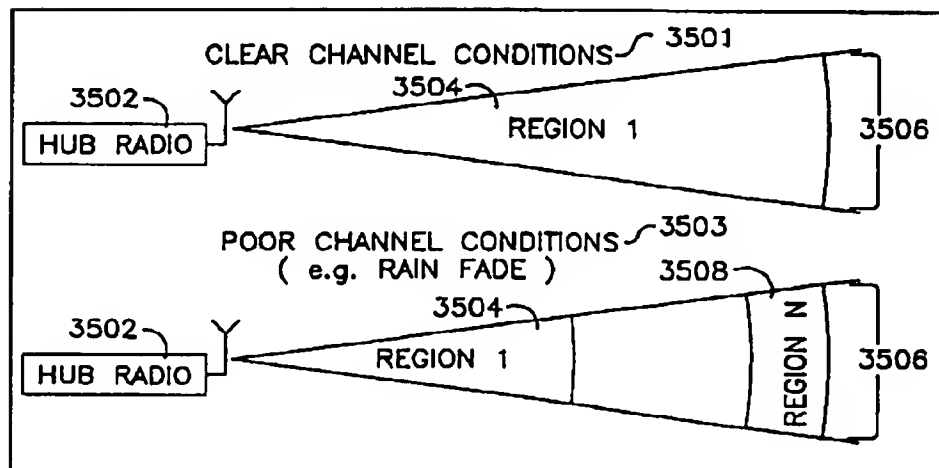 CLEAR CHANNEL CONDITIONS 3501
3504
3502
HUB RADIO
REGION 1
3506
POOR CHANNEL CONDITIONS 3503
( e.g. RAIN FADE )
3508
3504
3502
HUB RADIO
REGION 1
REGION N
3506